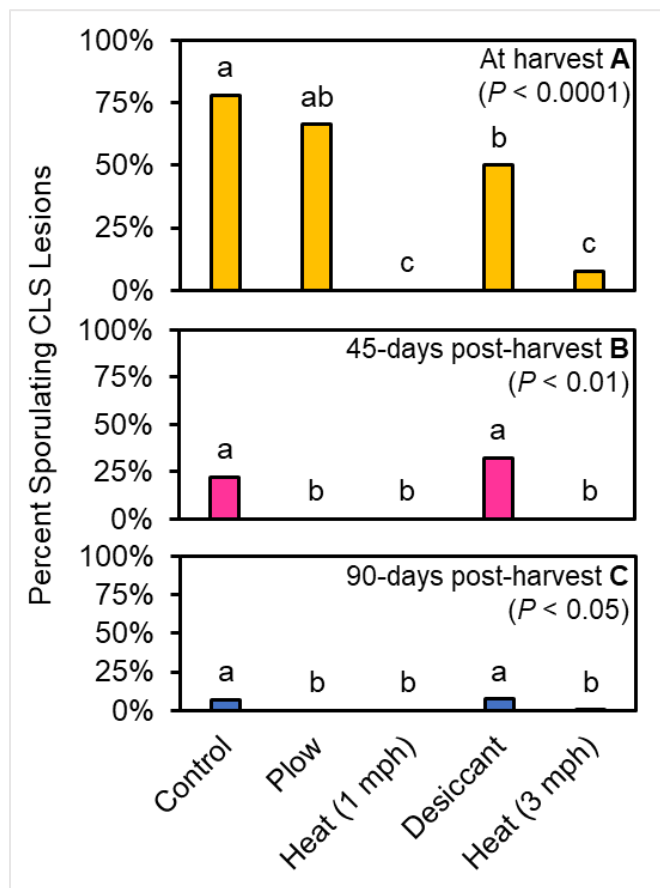 Percent Sporulating CLS Lesions
100%
75%
50%
25%
0%
At harvest A
(P < 0.0001)
a
ab
c
b
c
100%
75%
50%
25%
0%
45-days post-harvest B
(P < 0.01)
a
b
b
a
b
100%
75%
50%
25%
0%
90-days post-harvest C
(P < 0.05)
a
b
b
a
b
Control
Plow
Heat (1 mph)
Desiccant
Heat (3 mph)